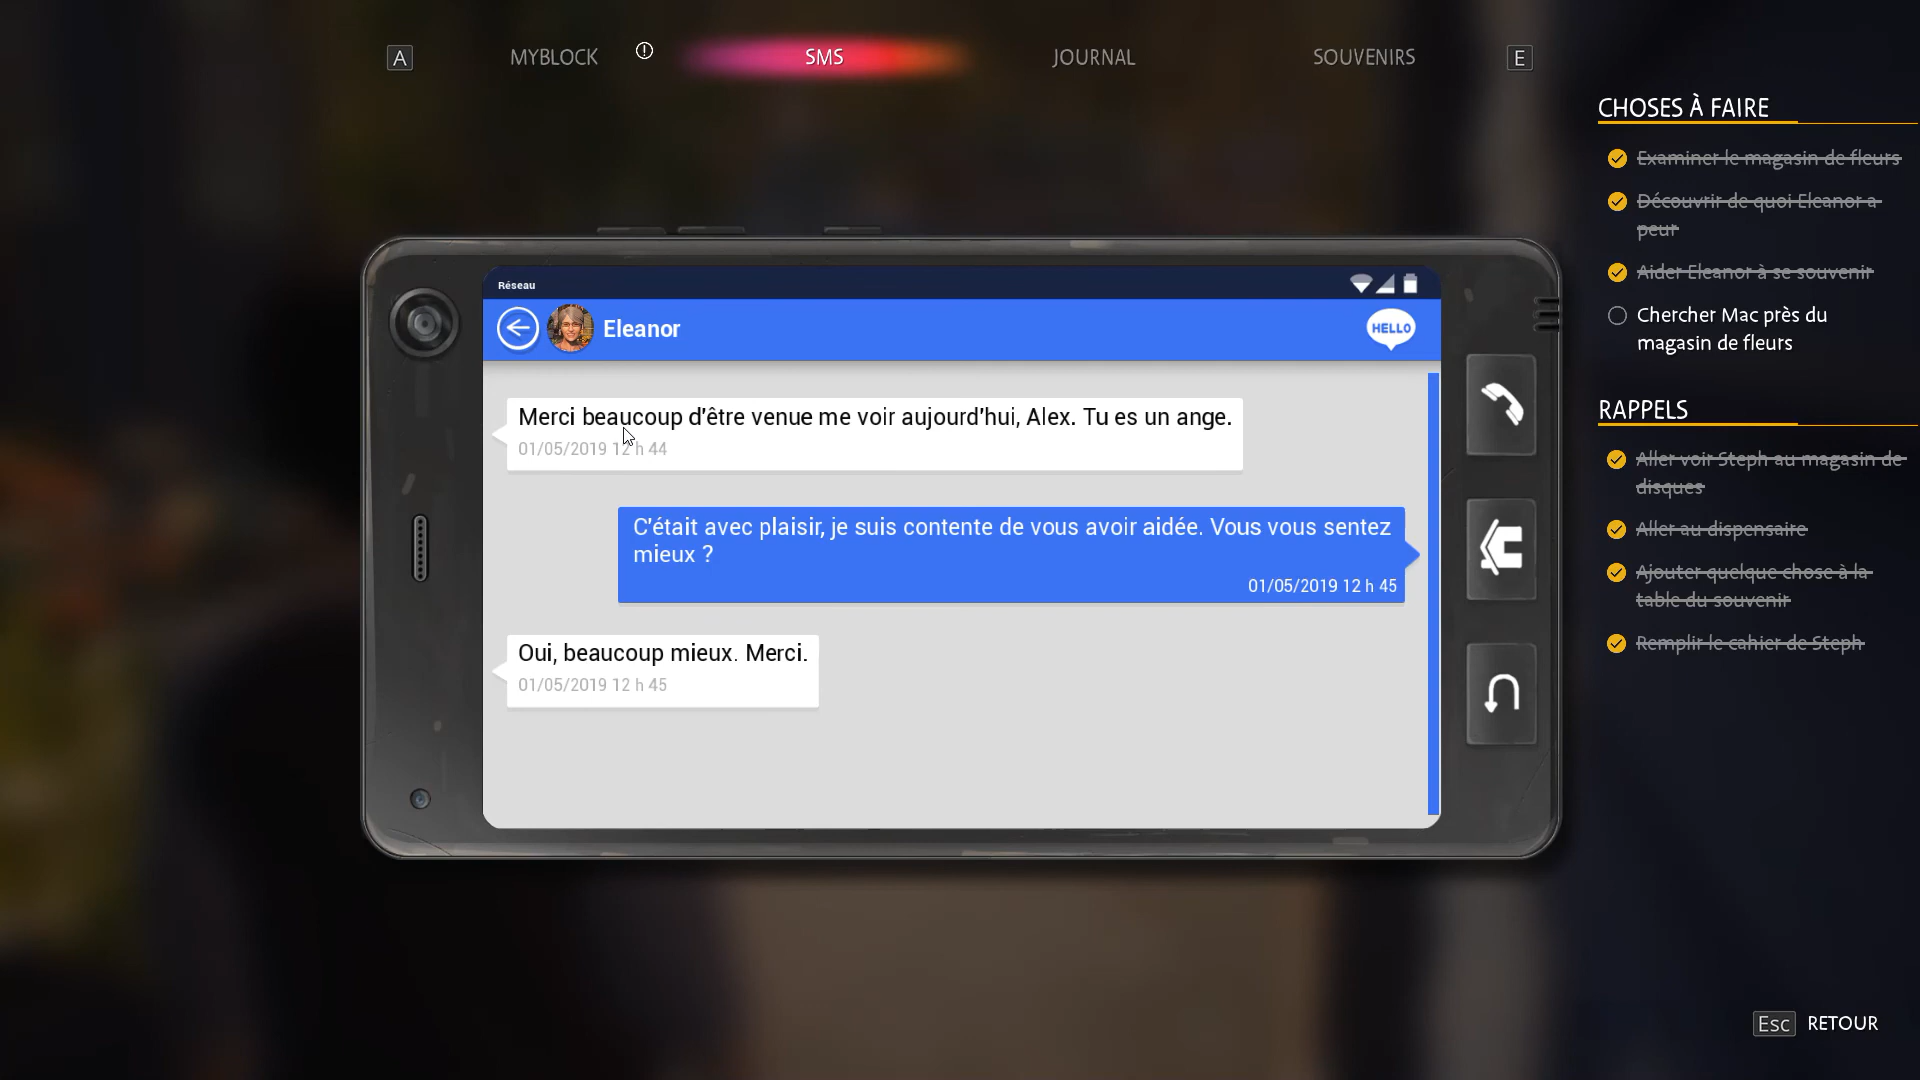 A
MYBLOCK
SMS
JOURNAL
SOUVENIRS
E
Réseau
Eleanor
HELLO
Merci beaucoup d'être venue me voir aujourd'hui, Alex. Tu es un ange.
01/05/2019 12 h 44
C'était avec plaisir, je suis contente de vous avoir aidée. Vous vous sentez
mieux ?
01/05/2019 12 h 45
Oui, beaucoup mieux. Merci.
01/05/2019 12 h 45
CHOSES À FAIRE
Examiner le magasin de fleurs
Découvrir de quoi Eleanor a
peur
Aider Eleanor à se souvenir
Chercher Mac près du
magasin de fleurs
RAPPELS
Aller voir Steph au magasin de
disques
Aller au dispensaire
Ajouter quelque chose à la
table du souvenir
Remplir le cahier de Steph
Esc RETOUR